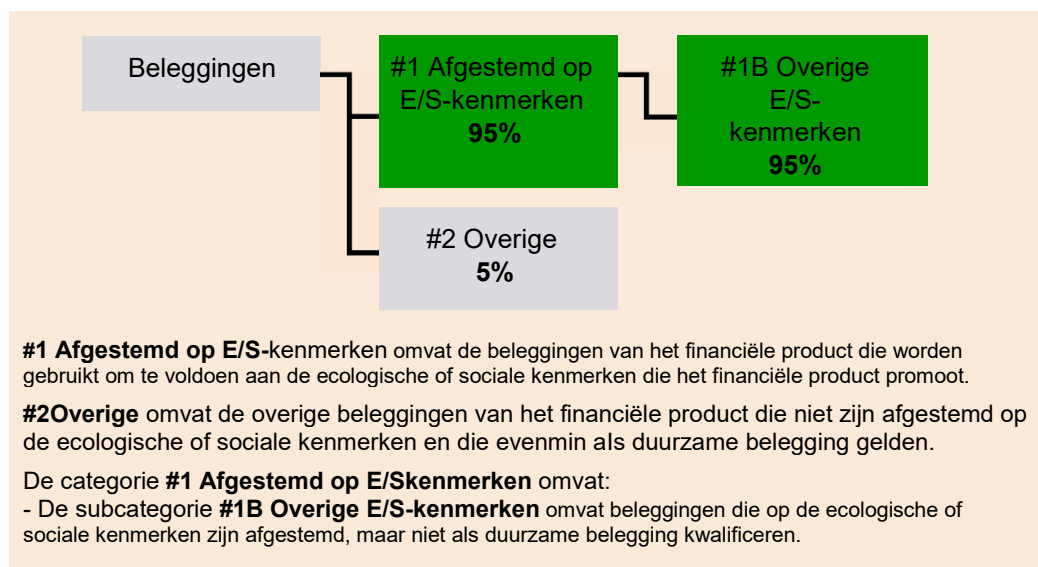 Beleggingen
#1 Afgestemd op
E/S-kenmerken
95%
#1B Overige
E/S-
kenmerken
95%
#2 Overige
5%
#1 Afgestemd op E/S-kenmerken omvat de beleggingen van het financiële product die worden
gebruikt om te voldoen aan de ecologische of sociale kenmerken die het financiële product promoot.
#2Overige omvat de overige beleggingen van het financiële product die niet zijn afgestemd op
de ecologische of sociale kenmerken en die evenmin als duurzame belegging gelden.
De categorie #1 Afgestemd op E/Skenmerken omvat:
- De subcategorie #1B Overige E/S-kenmerken omvat beleggingen die op de ecologische of
sociale kenmerken zijn afgestemd, maar niet als duurzame belegging kwalificeren.